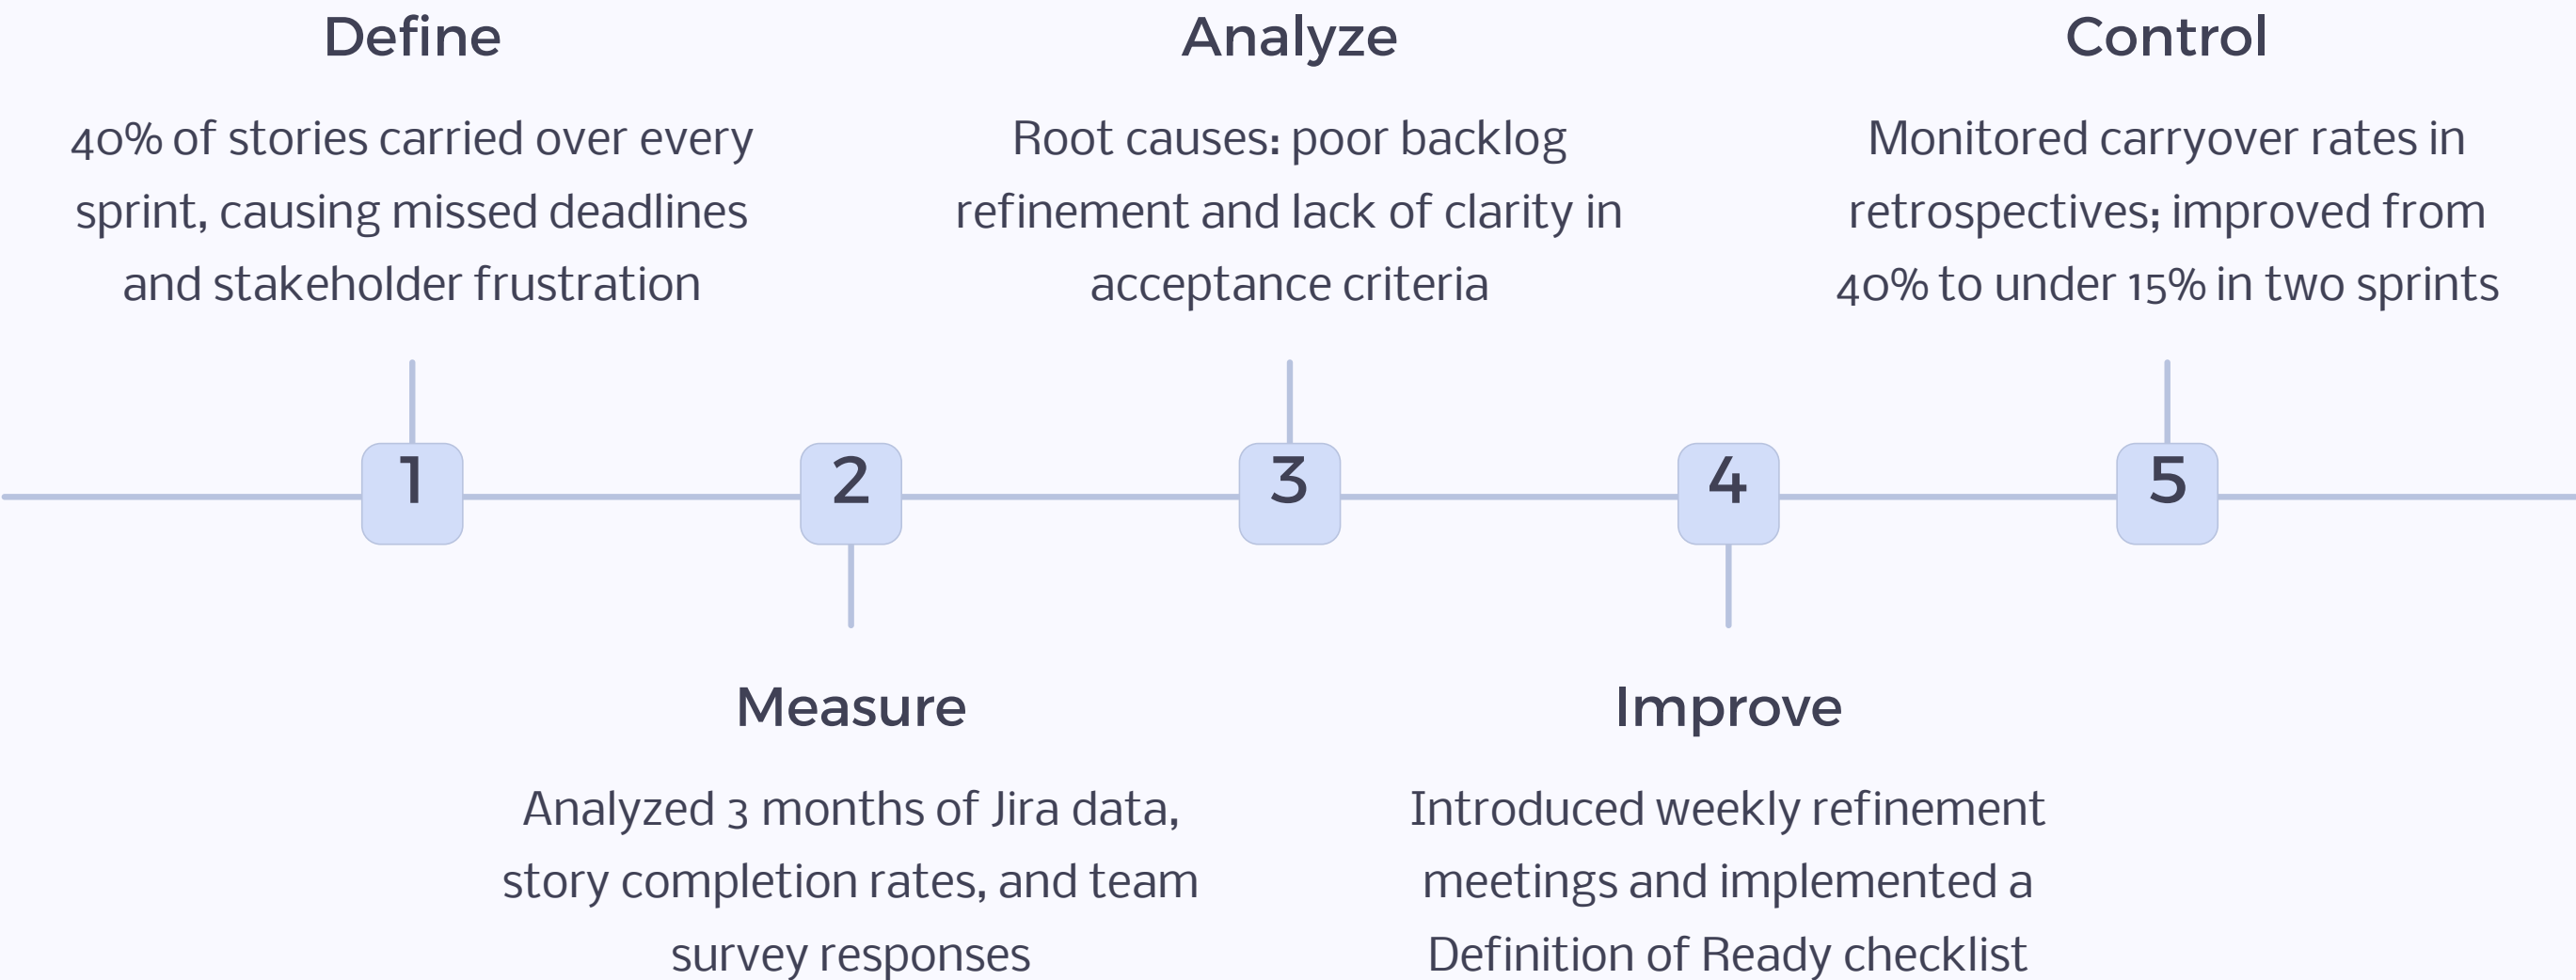 Define
40% of stories carried over every
sprint, causing missed deadlines
and stakeholder frustration
1
2
Measure
Analyzed 3 months of Jira data,
story completion rates, and team
survey responses
Analyze
Root causes: poor backlog
refinement and lack of clarity in
acceptance criteria
3
4
Improve
Introduced weekly refinement
meetings and implemented a
Definition of Ready checklist
Control
Monitored carryover rates in
retrospectives; improved from
40% to under 15% in two sprints
5